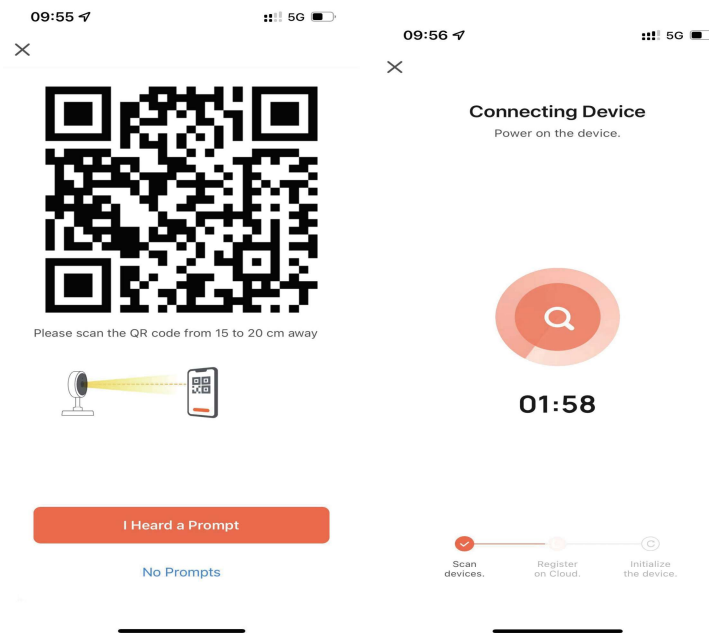 09:55
5G
Please scan the QR code from 15 to 20 cm away
I Heard a Prompt
No Prompts
09:56
5G
Connecting Device
Power on the device.
01:58
Scan
devices.
Register
on Cloud.
Initialize
the device.